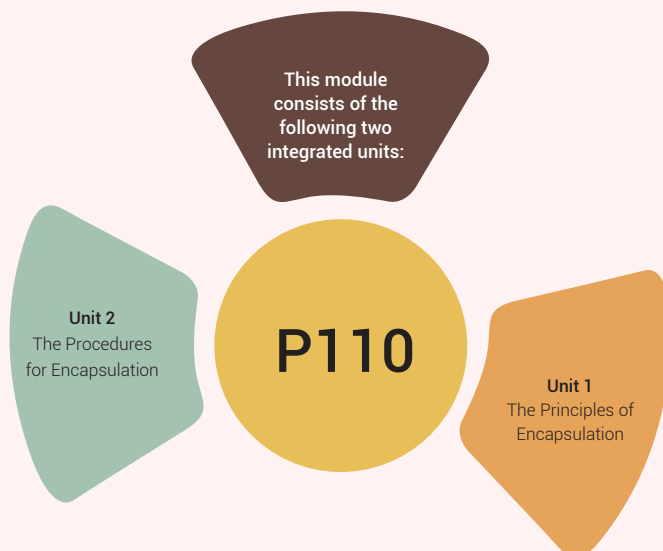 This module
consists of the
following two
integrated units:
P110
Unit 1
The Principles of
Encapsulation
Unit 2
The Procedures
for Encapsulation